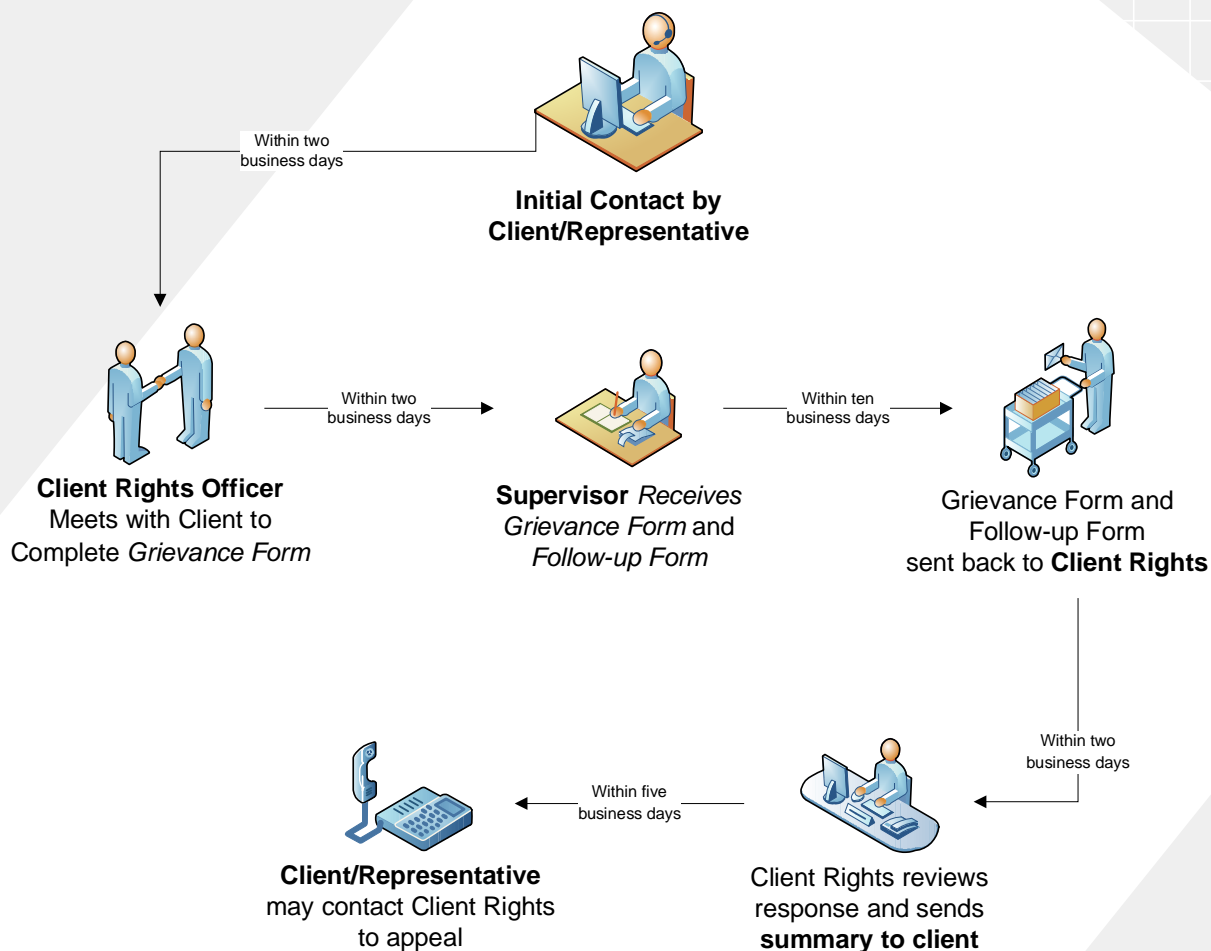 Within two
business days
Initial Contact by
Client/Representative
Within two
business days
Within ten
business days
Client Rights Officer
Meets with Client to
Complete Grievance Form
Supervisor Receives
Grievance Form and
Follow-up Form
Grievance Form and
Follow-up Form
sent back to Client Rights
Within two
business days
Within five
business days
Client Rights reviews
response and sends
summary to client
Client/Representative
may contact Client Rights
to appeal